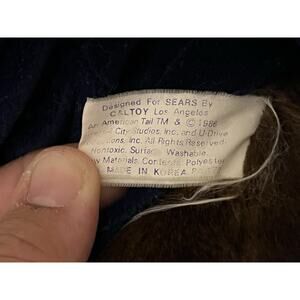 Designed For SEARS By
CALTOY Los Angeles
An American Tail TM & © 1986
City Studios, Inc. and U-Drive
Inc. All Rights Reserved.
Nontoxic. Surface Washable.
Materials Contents Polyester
MADE IN KOREA